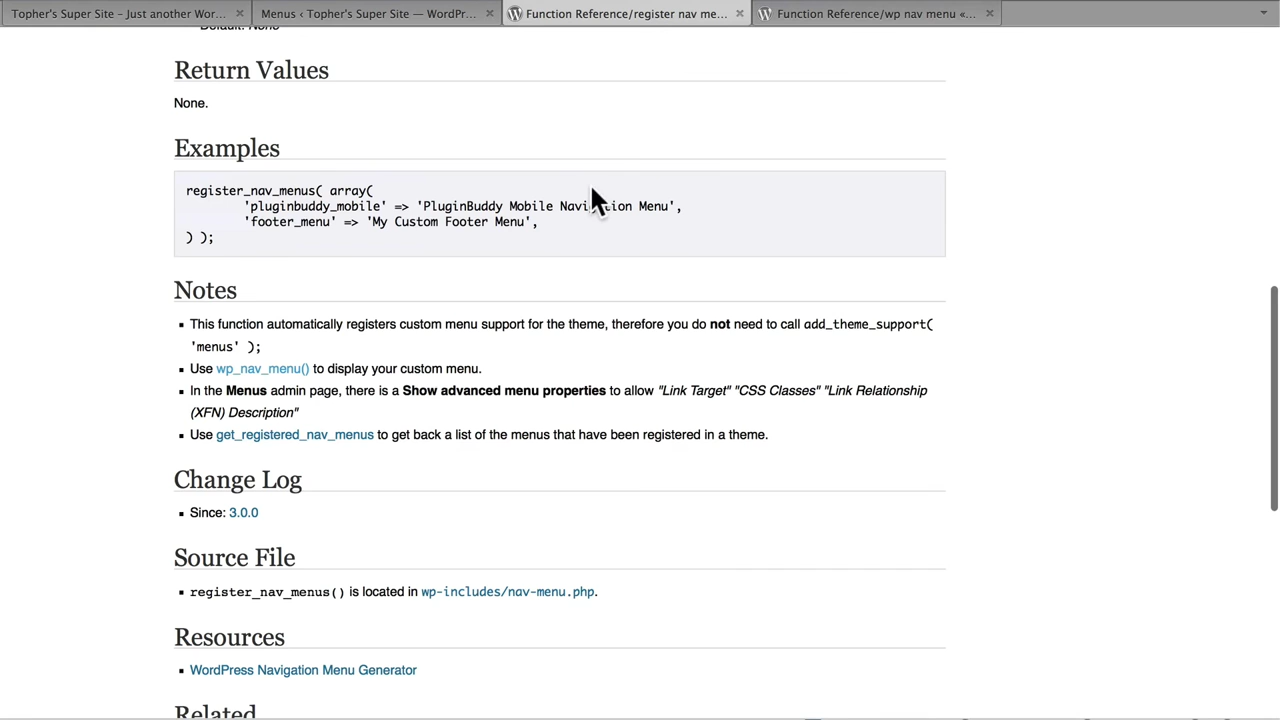 Topher's Super Site – Just another Wor...
Menus ‹ Topher's Super Site — WordPr...
Function Reference/register nav me...
Function Reference/wp nav menu «...
Default: None
Return Values
None.
Examples
register_nav_menus( array(
'pluginbuddy_mobile' => 'PluginBuddy Mobile Navigation Menu',
'footer_menu' => 'My Custom Footer Menu',
) );
Notes
This function automatically registers custom menu support for the theme, therefore you do not need to call add_theme_support(
'menus' );
Use wp_nav_menu() to display your custom menu.
In the Menus admin page, there is a Show advanced menu properties to allow "Link Target" "CSS Classes" "Link Relationship
(XFN) Description"
Use get_registered_nav_menus to get back a list of the menus that have been registered in a theme.
Change Log
Since: 3.0.0
Source File
register_nav_menus() is located in wp-includes/nav-menu.php.
Resources
WordPress Navigation Menu Generator
Related